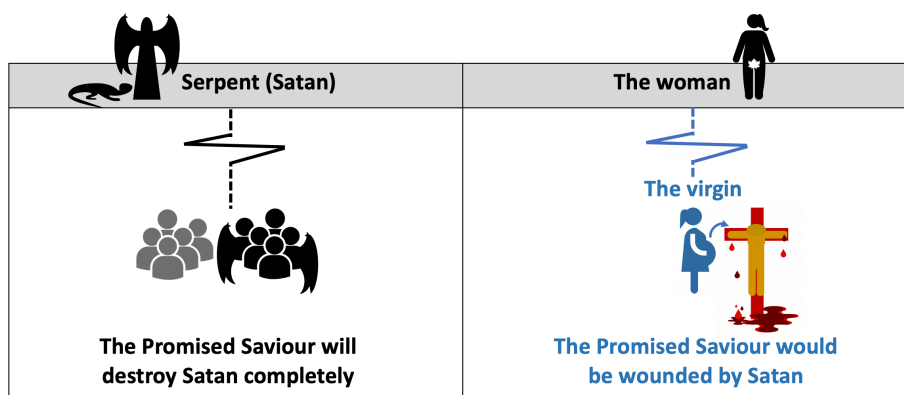 Serpent (Satan)
The woman
The virgin
The Promised Saviour will
destroy Satan completely
The Promised Saviour would
be wounded by Satan